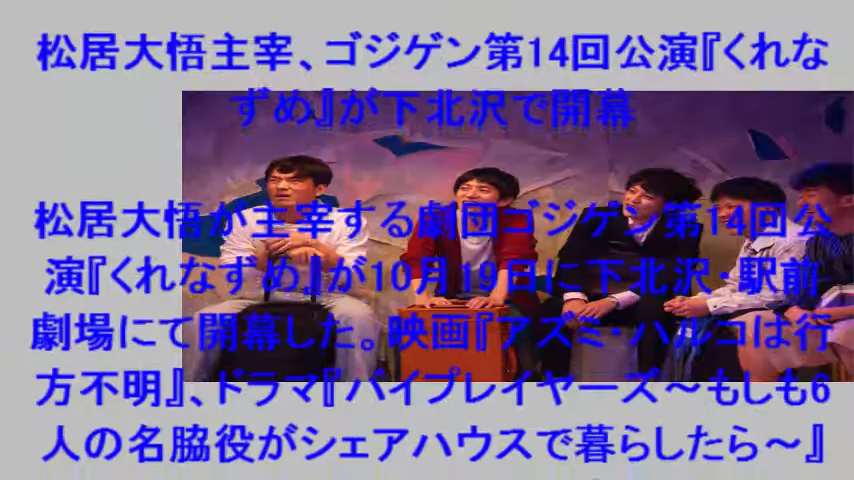 松居大悟主宰、ゴジゲン第14回公演『くれな
ずめ』が下北沢で開幕
松居大悟が主宰する劇団ゴジゲン第14回公
演『くれなずめ』が10月19日に下北沢・駅前
劇場にて開幕した。映画『アズミ・ハルコは行
方不明』、ドラマ『バイプレイヤーズ～もしも6
人の名脇役がシェアハウスで暮らしたら～』